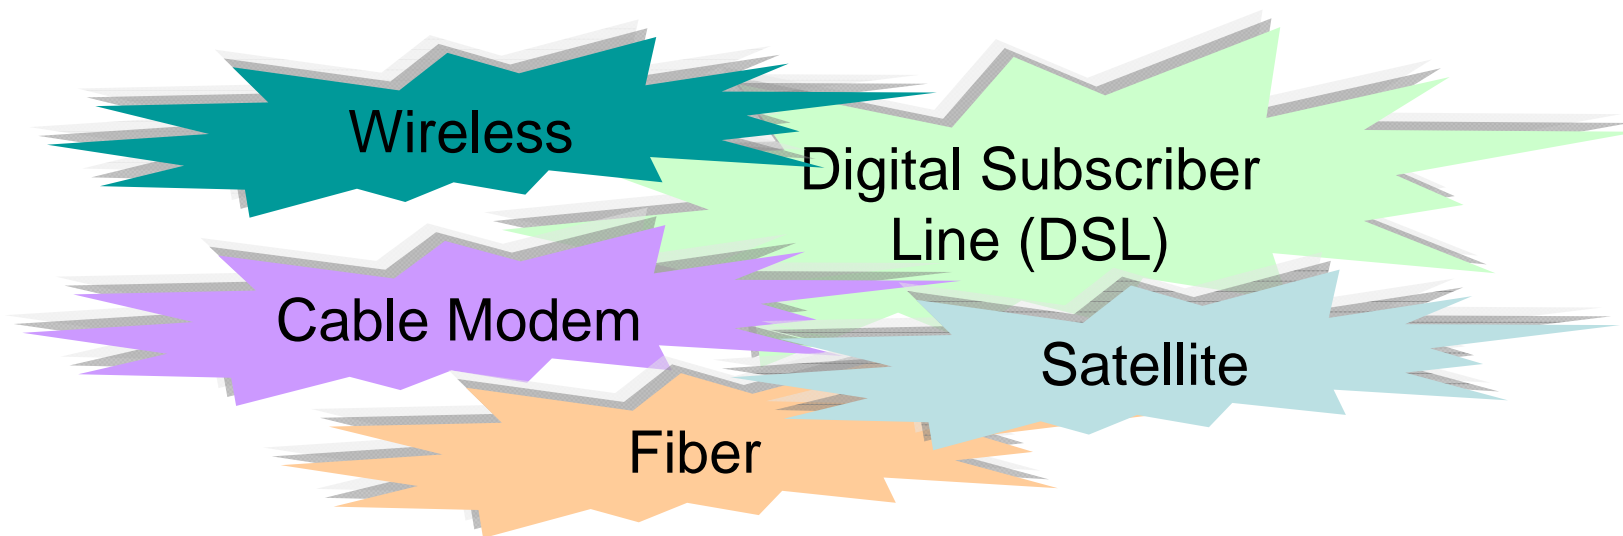 Wireless
Digital Subscriber
Line (DSL)
Cable Modem
Satellite
Fiber